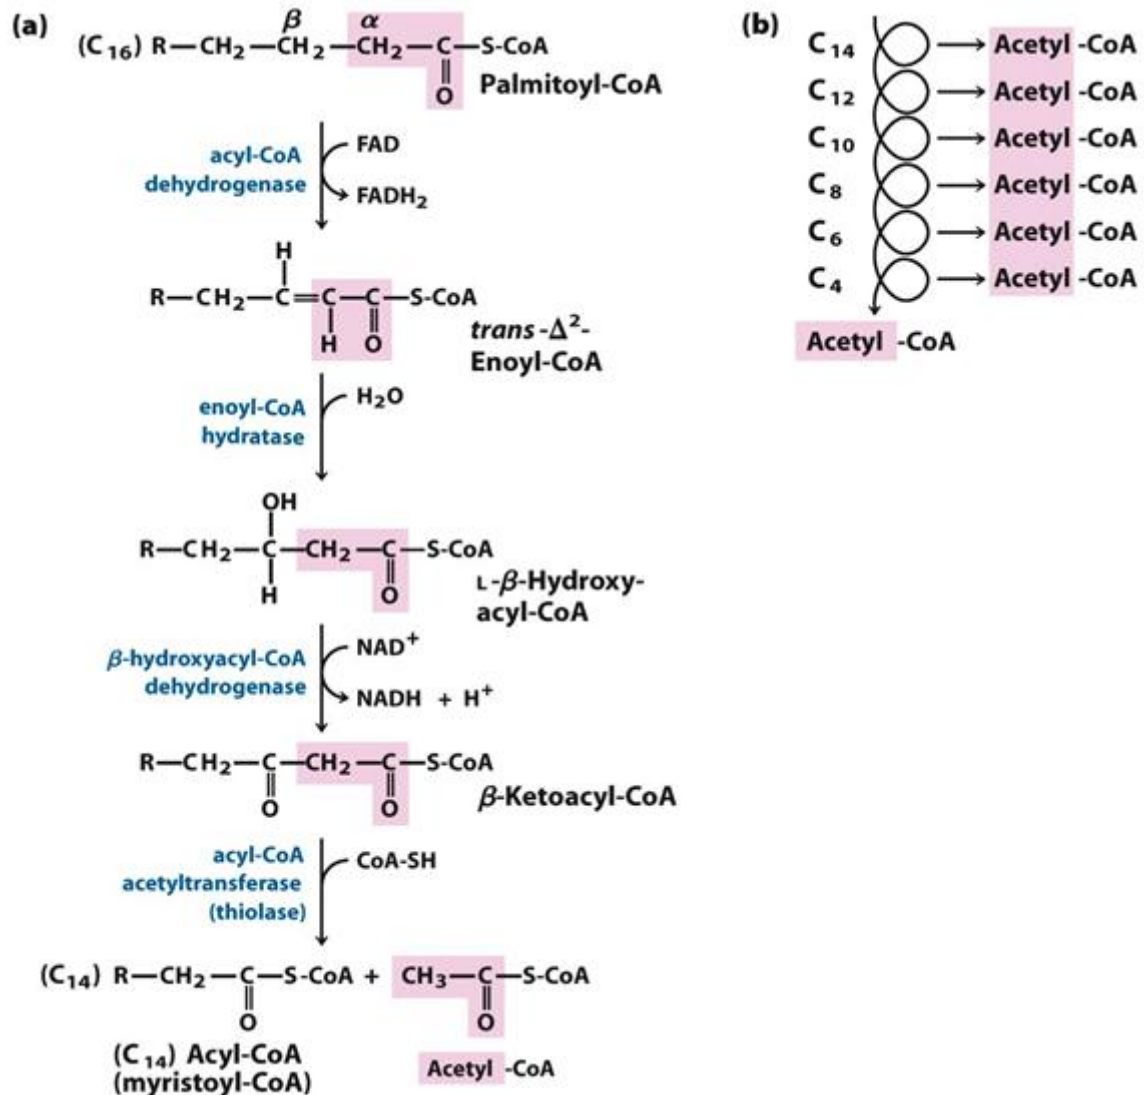 (a)
β α
(C₁₆) R—CH₂—CH₂—CH₂—C—S-CoA
O
Palmitoyl-CoA
acyl-CoA
dehydrogenase
FAD
FADH₂
H
R—CH₂—C=C—C—S-CoA
H O
trans-Δ²-
Enoyl-CoA
enoyl-CoA
hydratase
H₂O
OH
R—CH₂—C—CH₂—C—S-CoA
H O
L-β-Hydroxy-
acyl-CoA
β-hydroxyacyl-CoA
dehydrogenase
NAD⁺
NADH + H⁺
R—CH₂—C—CH₂—C—S-CoA
O O
β-Ketoacyl-CoA
acyl-CoA
acetyltransferase
(thiolase)
CoA-SH
(C₁₄) R—CH₂—C—S-CoA + CH₃—C—S-CoA
O O
(C₁₄) Acyl-CoA
(myristoyl-CoA)
Acetyl-CoA
(b)
C₁₄ Acetyl-CoA
C₁₂ Acetyl-CoA
C₁₀ Acetyl-CoA
C₈ Acetyl-CoA
C₆ Acetyl-CoA
C₄ Acetyl-CoA
Acetyl-CoA